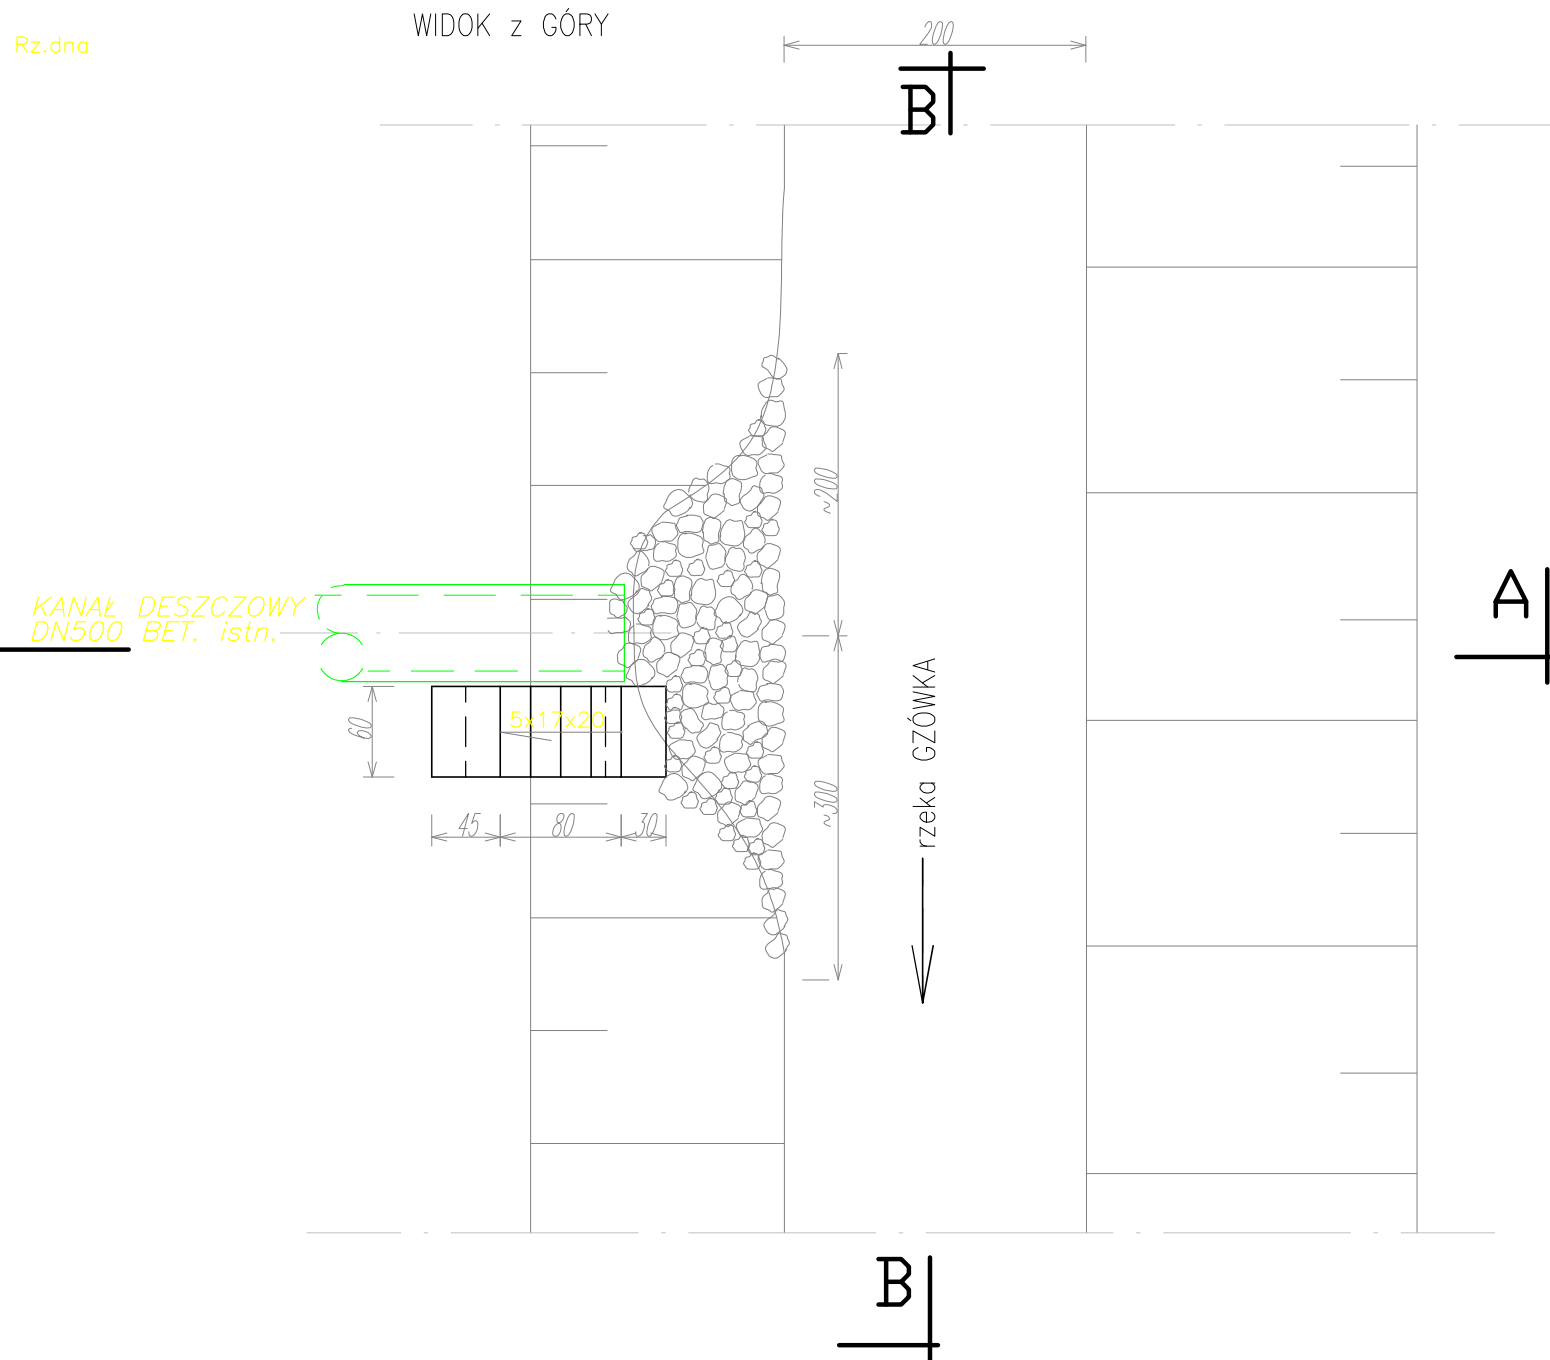 WIDOK z GÓRY
Rz.dna
200
B
~200
KANAŁ DESZCZOWY
DN500 BET. istn.
A
rzeka GZÓWKA
60
5x17x20
~300
45
80
30
B